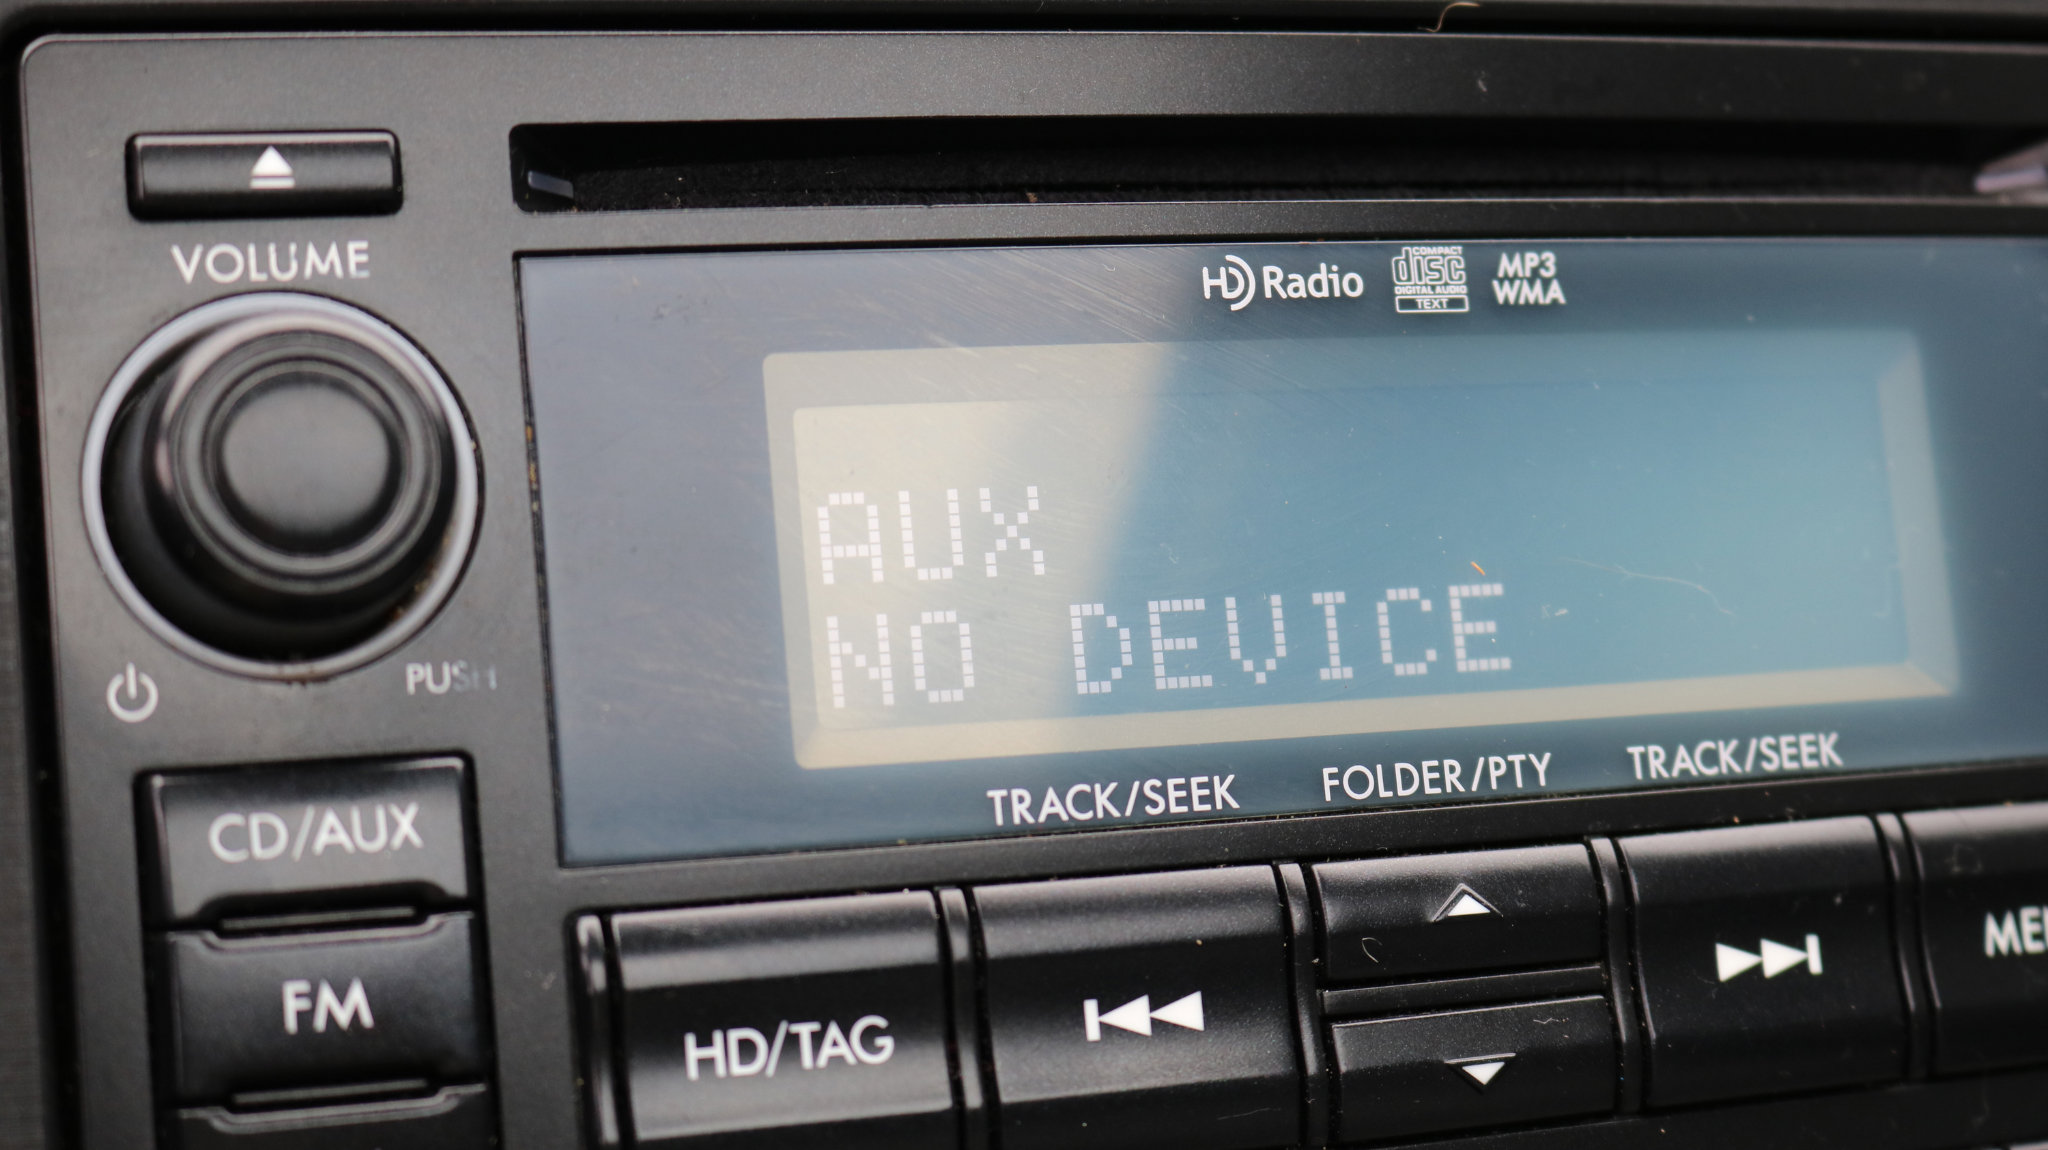 VOLUME
PUSH
HD Radio
COMPACT
disc
DIGITAL AUDIO
TEXT
MP3
WMA
AUX
NO DEVICE
TRACK/SEEK
FOLDER/PTY
TRACK/SEEK
CD/AUX
FM
HD/TAG